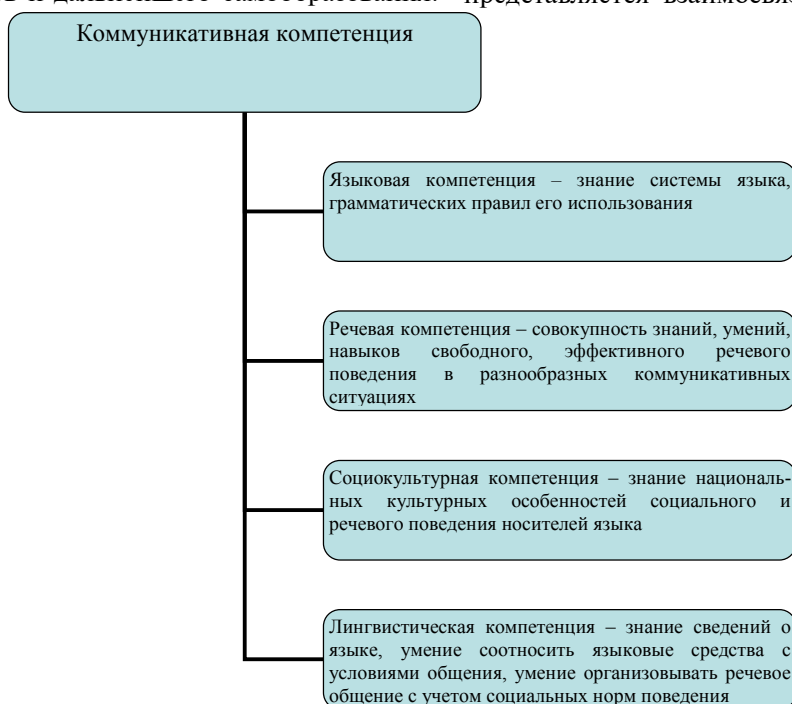 и дальнейшего самообразования. представляется
Коммуникативная компетенция
Языковая компетенция – знание системы языка,
грамматических правил его использования
Речевая компетенция – совокупность знаний, умений,
навыков свободного, эффективного речевого
поведения в разнообразных коммуникативных
ситуациях
Социокультурная компетенция – знание националь-
ных культурных особенностей социального и
речевого поведения носителей языка
Лингвистическая компетенция – знание сведений о
языке, умение соотносить языковые средства с
условиями общения, умение организовывать речевое
общение с учетом социальных норм поведения